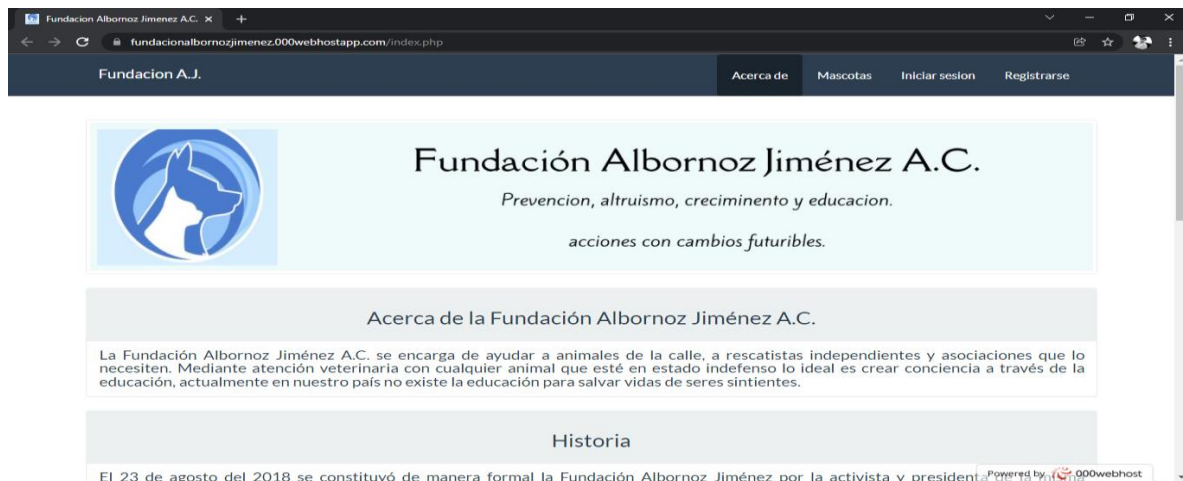 Fundacion Albornoz Jimenez A.C.
fundacionalbornozjimenez.000webhostapp.com/index.php
Fundacion A.J.
Acerca de
Mascotas
Iniciar sesion
Registrarse
Fundación Albornoz Jiménez A.C.
Prevencion, altruismo, creciminento y educacion.
acciones con cambios futuribles.
Acerca de la Fundación Albornoz Jiménez A.C.
La Fundación Albornoz Jiménez A.C. se encarga de ayudar a animales de la calle, a rescatistas independientes y asociaciones que lo
necesiten. Mediante atención veterinaria con cualquier animal que esté en estado indefenso lo ideal es crear conciencia a través de la
educación, actualmente en nuestro país no existe la educación para salvar vidas de seres sintientes.
Historia
El 23 de agosto del 2018 se constituyó de manera formal la Fundación Albornoz Jiménez por la activista y presidenta
Powered by 000webhost